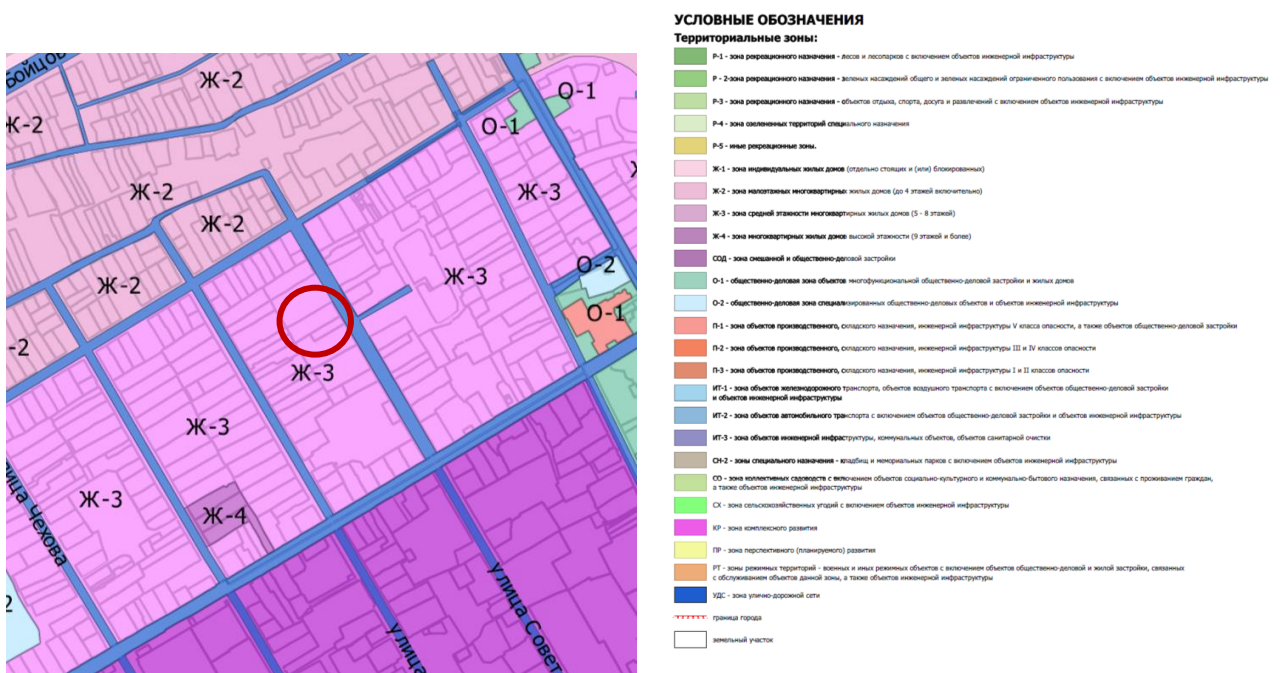 БОЙЦОВ
Ж-2
О-1
Ж-2
О-1
Ж-2
Ж-3
Ж-2
О-2
Ж-3
Ж-2
О-1
-2
Ж-3
Ж-3
Ж-3
Ж-4
улица Чехова
2
улица
улица Совет
УСЛОВНЫЕ ОБОЗНАЧЕНИЯ
Территориальные зоны:
Р-1 - зона рекреационного назначения - лесов и лесопарков с включением объектов инженерной инфраструктуры
Р - 2-зона рекреационного назначения - зеленых насаждений общего и зеленых насаждений ограниченного пользования с включением объектов инженерной инфраструктуры
Р-3 - зона рекреационного назначения - объектов отдыха, спорта, досуга и развлечений с включением объектов инженерной инфраструктуры
Р-4 - зона озелененных территорий специального назначения
Р-5 - иные рекреационные зоны.
Ж-1 - зона индивидуальных жилых домов (отдельно стоящих и (или) блокированных)
Ж-2 - зона малоэтажных многоквартирных жилых домов (до 4 этажей включительно)
Ж-3 - зона средней этажности многоквартирных жилых домов (5 - 8 этажей)
Ж-4 - зона многоквартирных жилых домов высокой этажности (9 этажей и более)
СОД - зона смешанной и общественно-деловой застройки
О-1 - общественно-деловая зона объектов многофункциональной общественно-деловой застройки и жилых домов
О-2 - общественно-деловая зона специализированных общественно-деловых объектов и объектов инженерной инфраструктуры
П-1 - зона объектов производственного, складского назначения, инженерной инфраструктуры V класса опасности, а также объектов общественно-деловой застройки
П-2 - зона объектов производственного, складского назначения, инженерной инфраструктуры III и IV классов опасности
П-3 - зона объектов производственного, складского назначения, инженерной инфраструктуры I и II классов опасности
ИТ-1 - зона объектов железнодорожного транспорта, объектов воздушного транспорта с включением объектов общественно-деловой застройки
и объектов инженерной инфраструктуры
ИТ-2 - зона объектов автомобильного транспорта с включением объектов общественно-деловой застройки и объектов инженерной инфраструктуры
ИТ-3 - зона объектов инженерной инфраструктуры, коммунальных объектов, объектов санитарной очистки
СН-2 - зоны специального назначения - кладбищ и мемориальных парков с включением объектов инженерной инфраструктуры
СО - зона коллективных садоводств с включением объектов социально-культурного и коммунально-бытового назначения, связанных с проживанием граждан,
а также объектов инженерной инфраструктуры
СХ - зона сельскохозяйственных угодий с включением объектов инженерной инфраструктуры
КР - зона комплексного развития
ПР - зона перспективного (планируемого) развития
РТ - зоны режимных территорий - военных и иных режимных объектов с включением объектов общественно-деловой и жилой застройки, связанных
с обслуживанием объектов данной зоны, а также объектов инженерной инфраструктуры
УДС - зона улично-дорожной сети
граница города
земельный участок